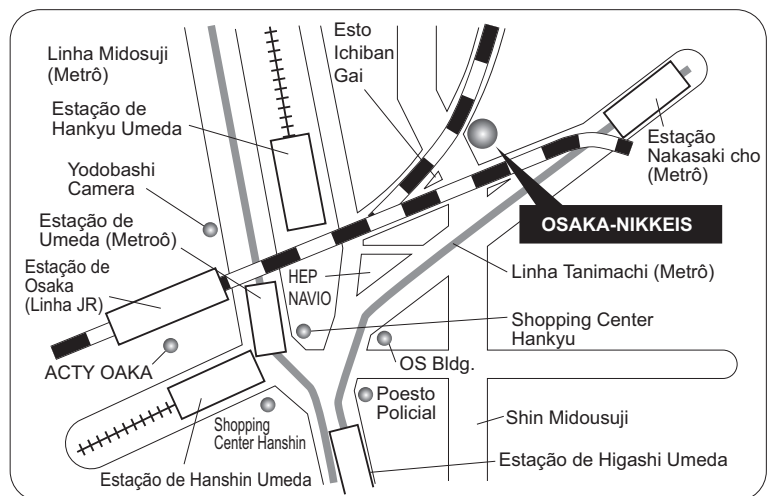 Linha Midosuji
(Metrô)
Esto
Ichiban
Gai
Estação de
Hankyu Umeda
Yodobashi
Camera
Estação de
Umeda (Metroô)
Estação de
Osaka
(Linha JR)
ACTY OAKA
HEP
NAVIO
Estação
Nakasaki cho
(Metrô)
OSAKA-NIKKEIS
Linha Tanimachi (Metrô)
Shopping Center
Hankyu
OS Bldg.
Poesto
Policial
Shopping
Center Hanshin
Shin Midousuji
Estação de Hanshin Umeda
Estação de Higashi Umeda